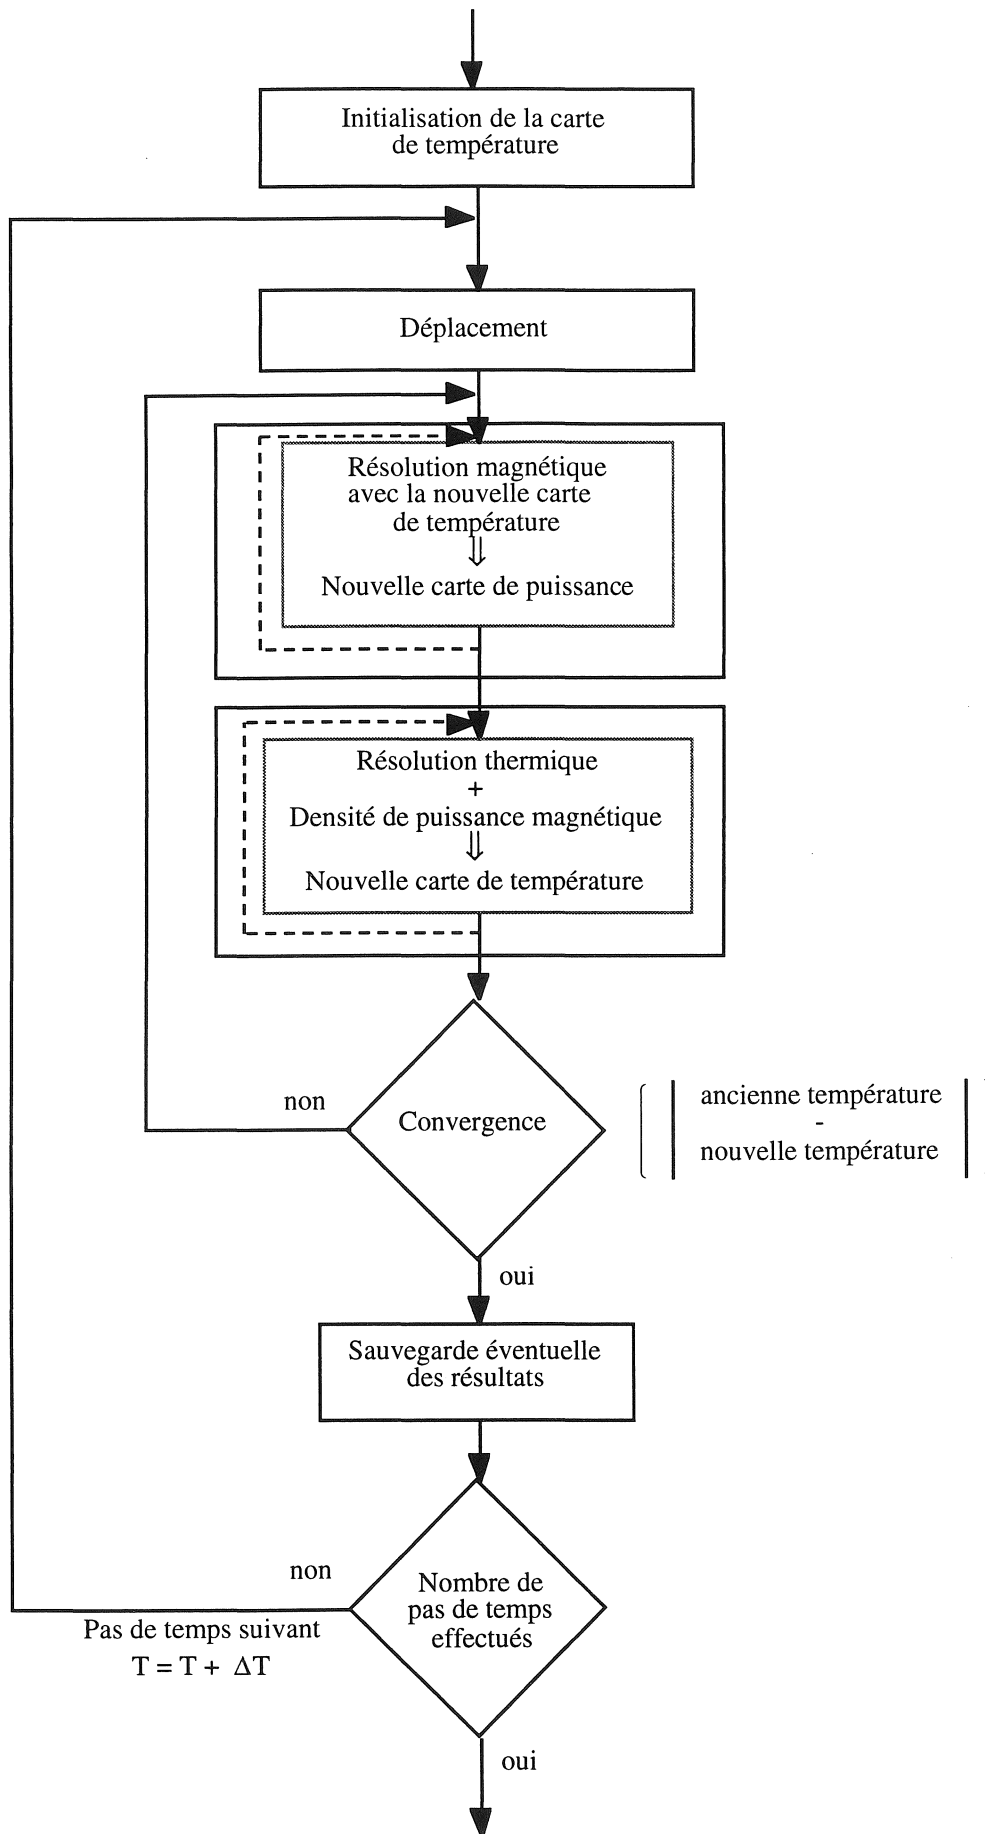 Initialisation de la carte
de température
Déplacement
Résolution magnétique
avec la nouvelle carte
de température
⇓
Nouvelle carte de puissance
Résolution thermique
+
Densité de puissance magnétique
⇓
Nouvelle carte de température
non
Convergence
ancienne température
-
nouvelle température
oui
Sauvegarde éventuelle
des résultats
non
Nombre de
pas de temps
effectués
Pas de temps suivant
T = T + ΔT
oui